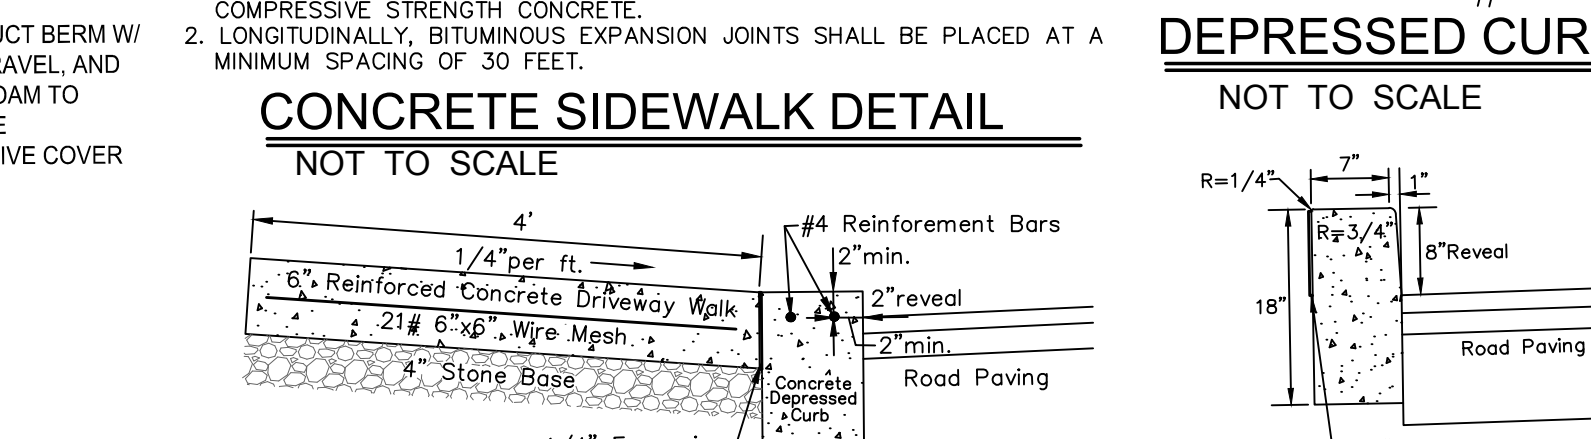 UCT BERM W/
RAVEL, AND
OAM TO
E
IVE COVER
COMPRESSIVE STRENGTH CONCRETE.
2. LONGITUDINALLY, BITUMINOUS EXPANSION JOINTS SHALL BE PLACED AT A
MINIMUM SPACING OF 30 FEET.
CONCRETE SIDEWALK DETAIL
NOT TO SCALE
4'
1/4"per ft.
6" Reinforced Concrete Driveway Walk
21# 6"x6" Wire Mesh
4" Stone Base
#4 Reinforement Bars
2"min.
2"reveal
2"min.
Road Paving
Concrete
Depressed
Curb
DEPRESSED CUR
NOT TO SCALE
7"
R=1/4"
1"
R=3/4"
8"Reveal
18"
Road Paving